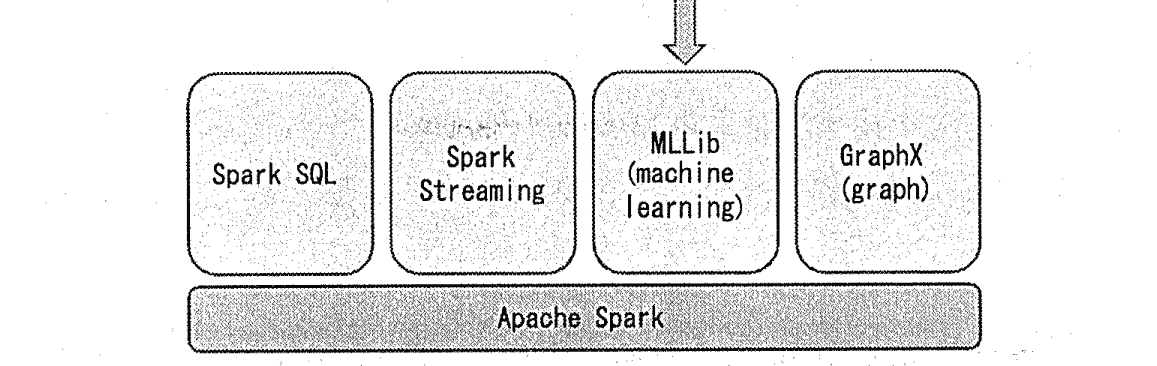 Spark SQL
Spark
Streaming
MLLib
(machine
learning)
GraphX
(graph)
Apache Spark